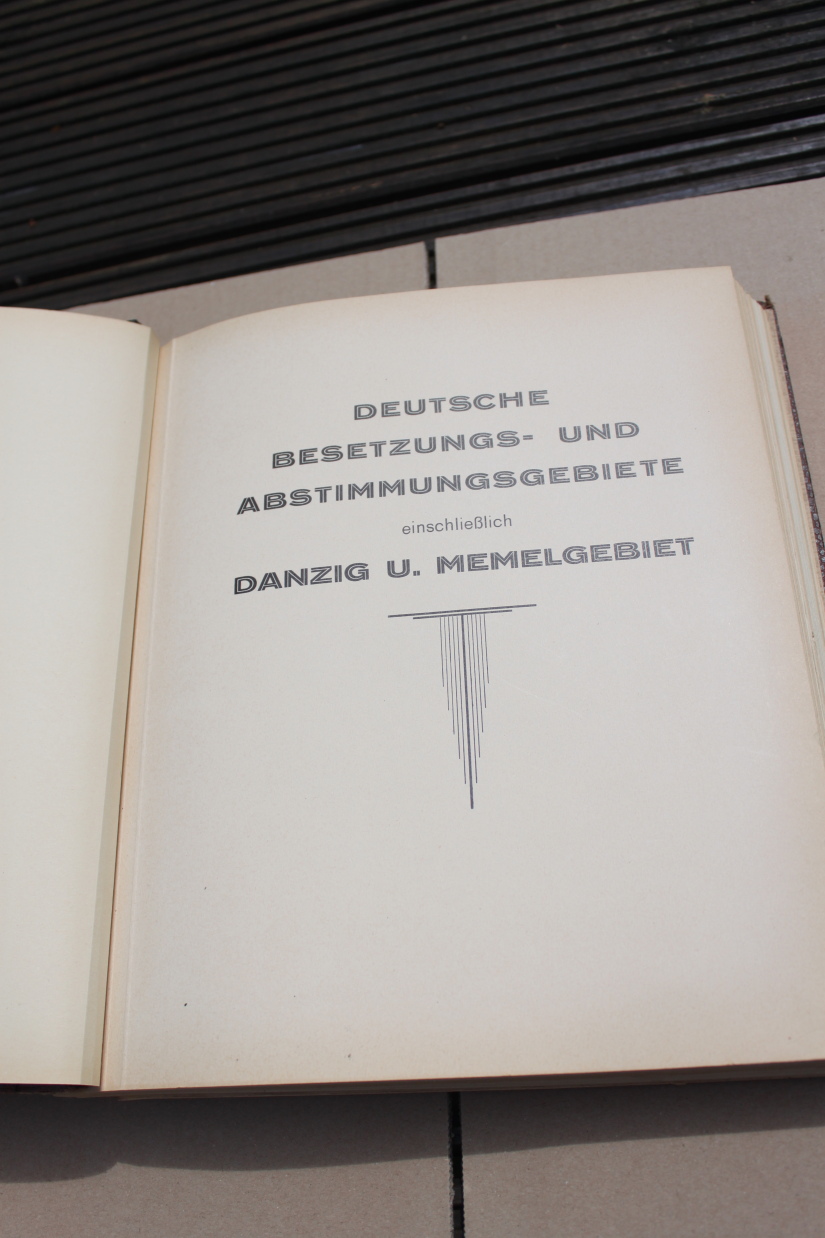 DEUTSCHE
BESETZUNGS- UND
ABSTIMMUNGSGEBIETE
einschließlich
DANZIG U. MEMELGEBIET